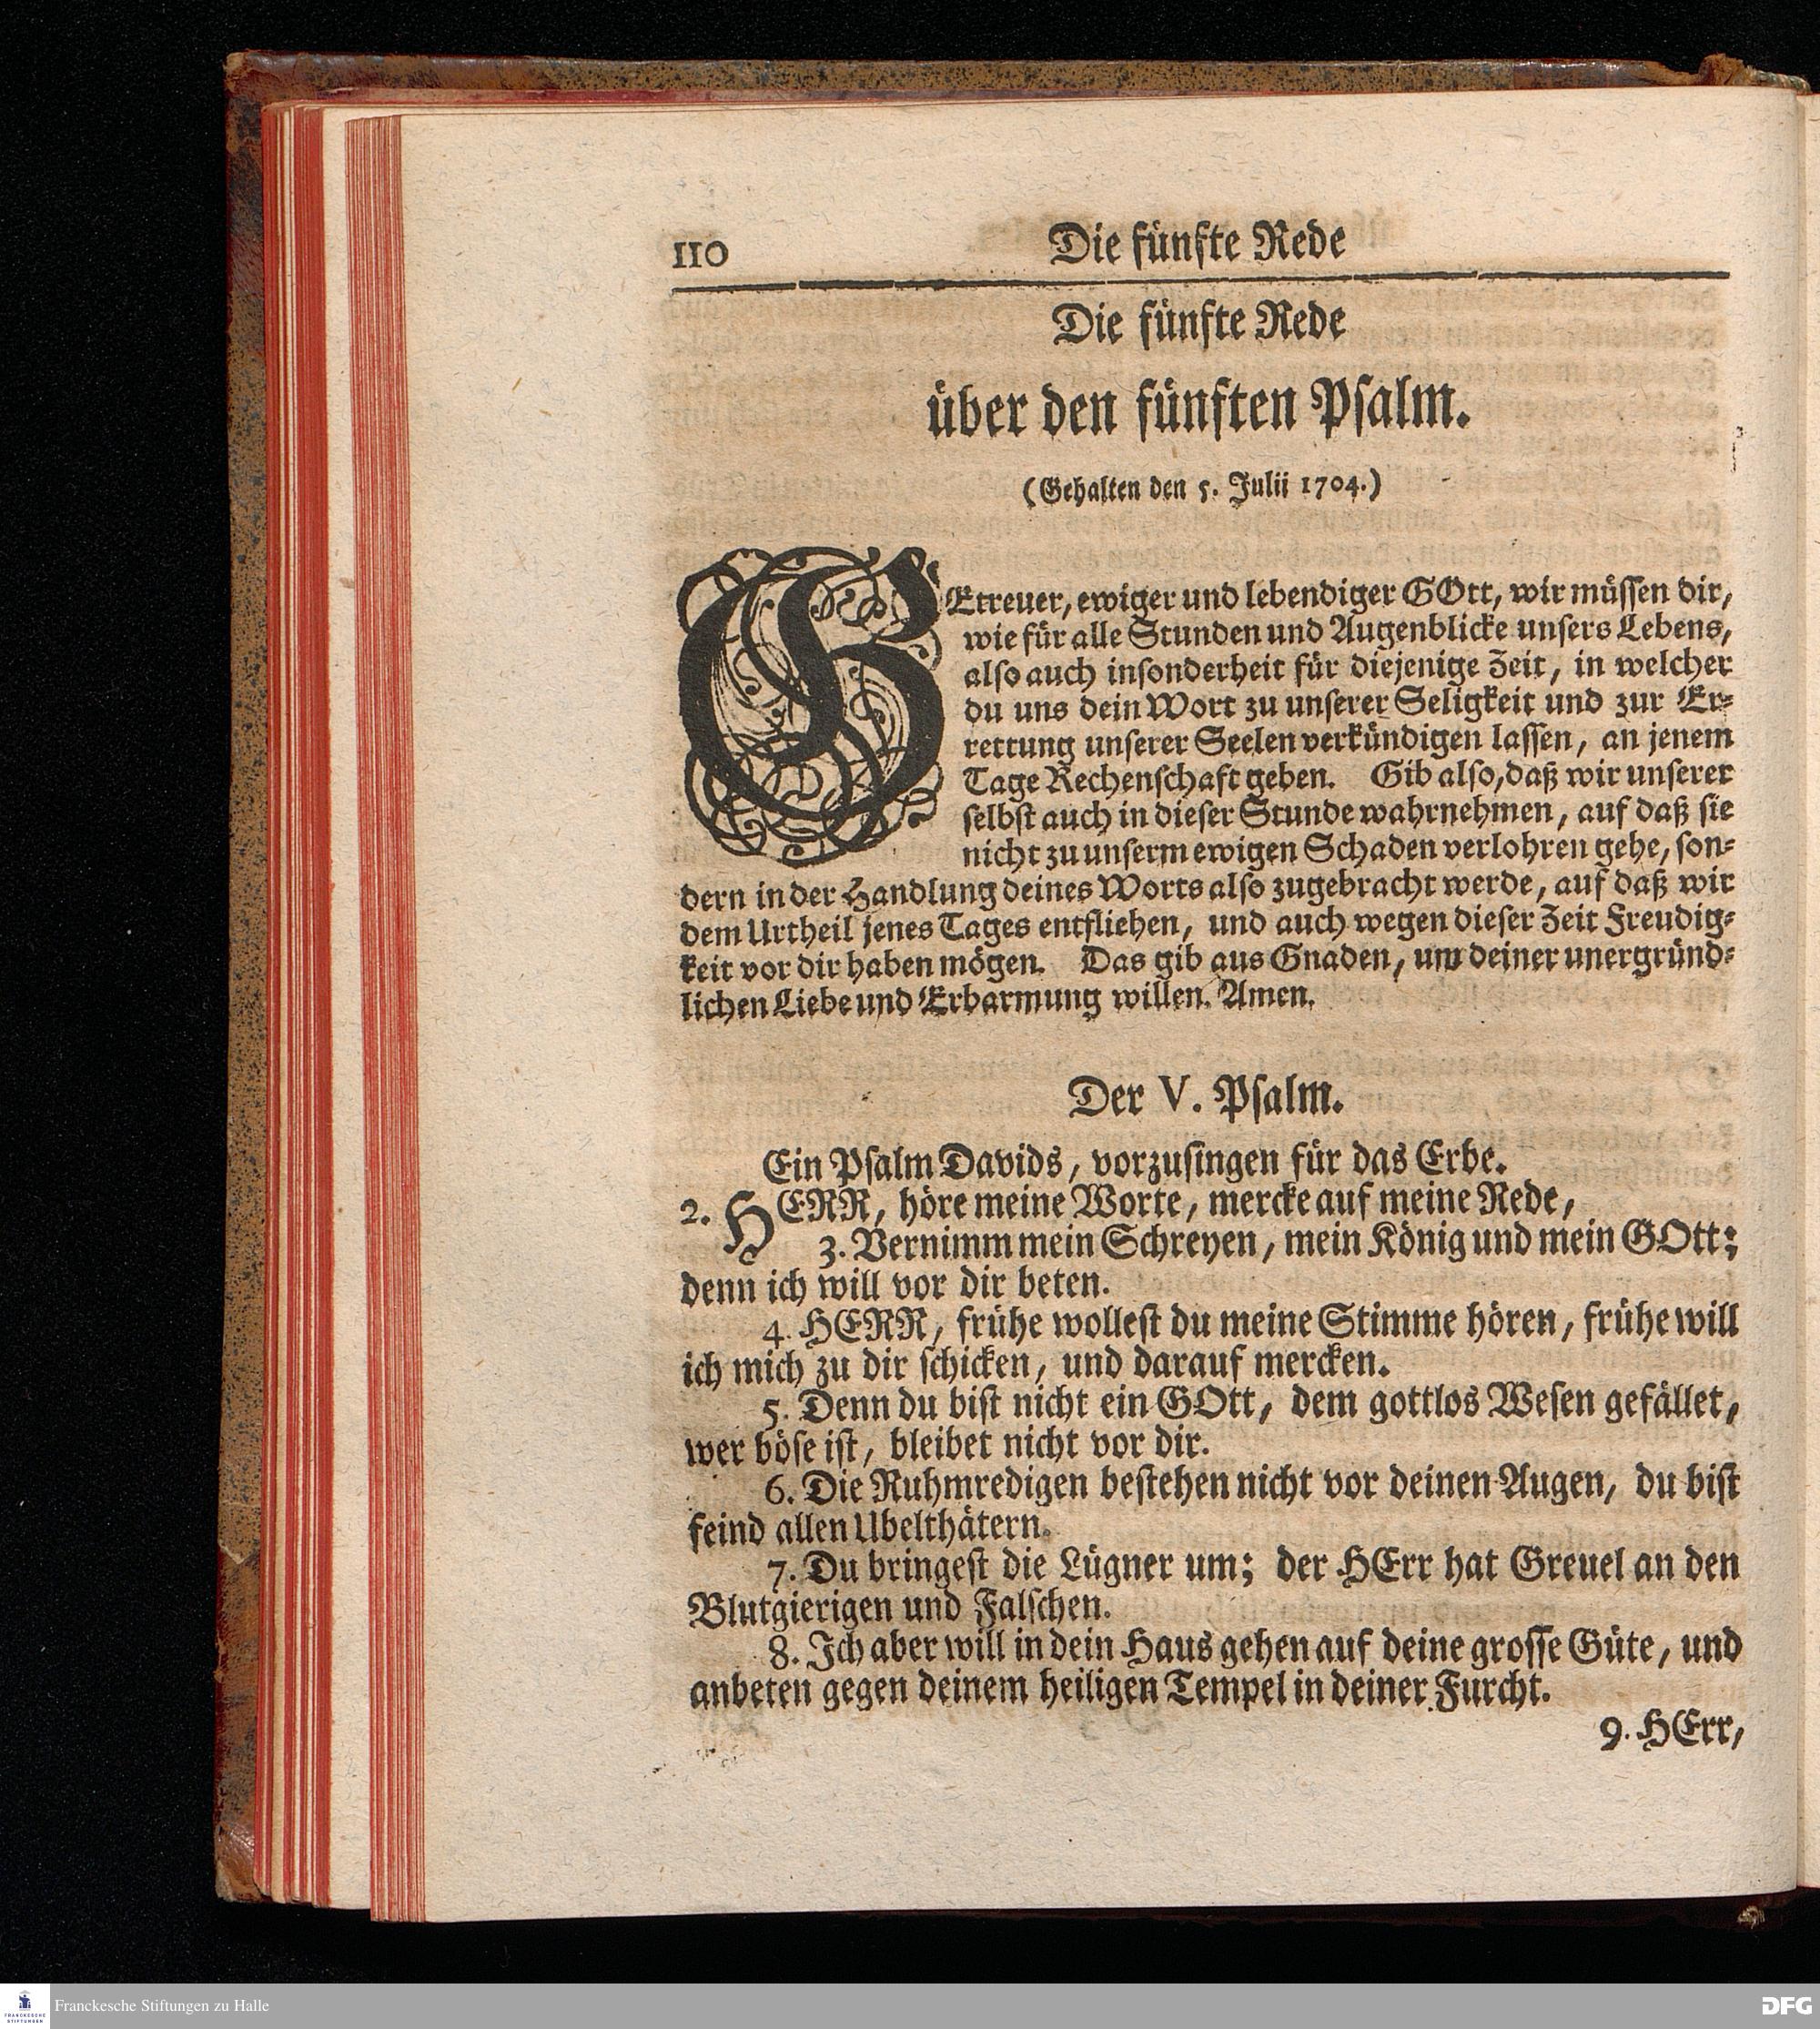 110
Die fünfte Rede
Die fünfte Rede
über den fünften Psalm.
(Gehalten den 5. Julii 1704.)
GEtreuer, ewiger und lebendiger GOtt, wir müssen dir,
wie für alle Stunden und Augenblicke unsers Lebens,
also auch insonderheit für diejenige Zeit, in welcher
du uns dein Wort zu unserer Seligkeit und zur Er-
rettung unserer Seelen verkündigen lassen, an jenem
Tage Rechenschaft geben. Gib also, daß wir unserer
selbst auch in dieser Stunde wahrnehmen, auf daß sie
nicht zu unserm ewigen Schaden verlohren gehe, son-
dern in der Handlung deines Worts also zugebracht werde, auf daß wir
dem Urtheil jenes Tages entfliehen, und auch wegen dieser Zeit Freudig-
keit vor dir haben mögen. Das gib aus Gnaden, um deiner unergründ-
lichen Liebe und Erbarmung willen. Amen.
Der V. Psalm.
Ein Psalm Davids, vorzusingen für das Erbe.
2. HERR, höre meine Worte, mercke auf meine Rede,
3. Vernimm mein Schreyen, mein König und mein GOtt;
denn ich will vor dir beten.
4. HERR, frühe wollest du meine Stimme hören, frühe will
ich mich zu dir schicken, und darauf mercken.
5. Denn du bist nicht ein GOtt, dem gottlos Wesen gefället,
wer böse ist, bleibet nicht vor dir.
6. Die Ruhmredigen bestehen nicht vor deinen Augen, du bist
feind allen Ubelthätern.
7. Du bringest die Lügner um; der HErr hat Greuel an den
Blutgierigen und Falschen.
8. Ich aber will in dein Haus gehen auf deine grosse Güte, und
anbeten gegen deinem heiligen Tempel in deiner Furcht.
9. HErr,
FRANCKESCHE
STIFTUNGEN
Franckesche Stiftungen zu Halle
DFG